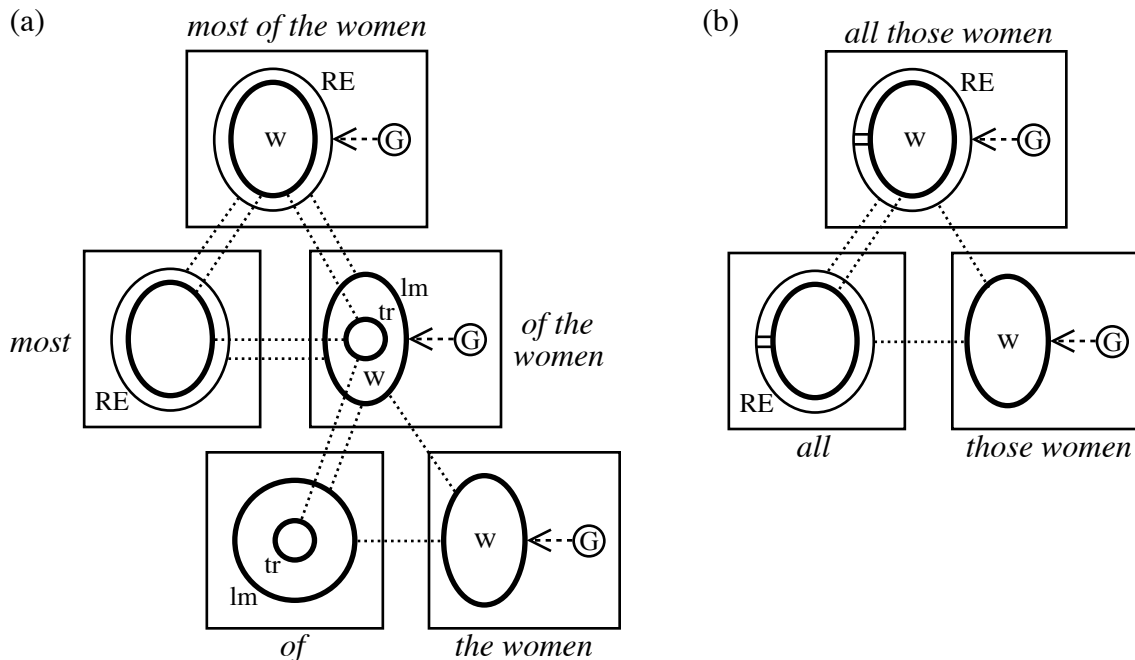 (a)
most of the women
RE
w
G
most
RE
lm
tr
w
G
of the
women
tr
lm
of
w
G
the women
(b)
all those women
RE
w
G
RE
all
w
G
those women